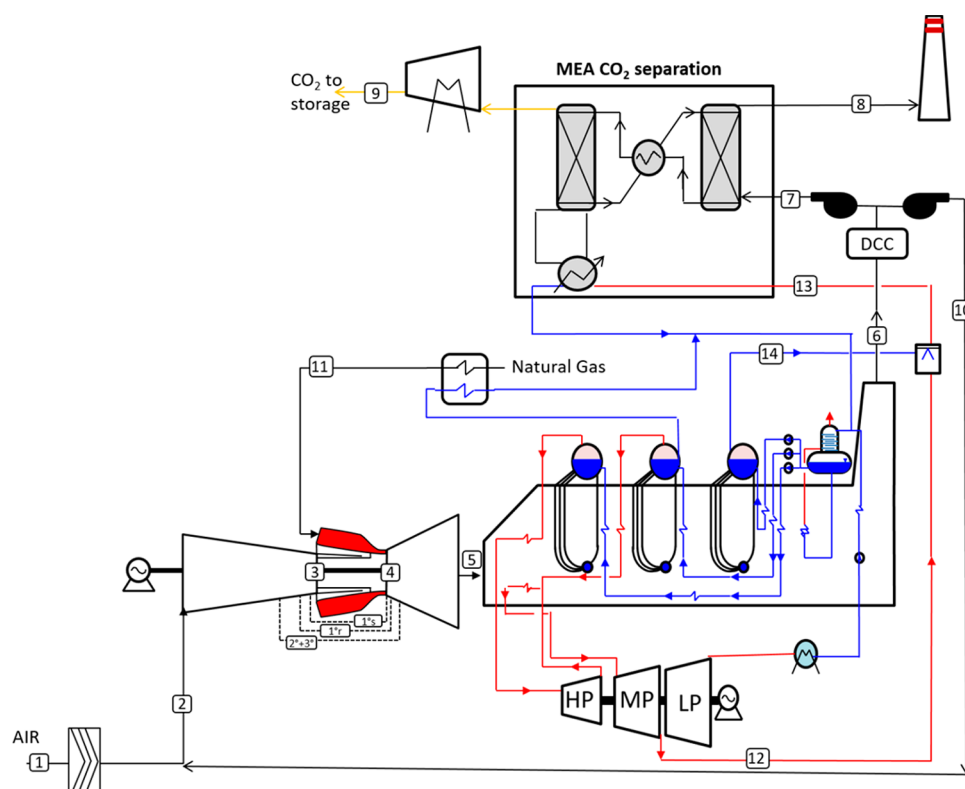 MEA CO₂ separation
CO₂ to
storage
9
8
7
DCC
13
10
6
14
11
Natural Gas
3
4
5
1°s
1°r
2°+3°
2
HP
MP
LP
AIR
1
12